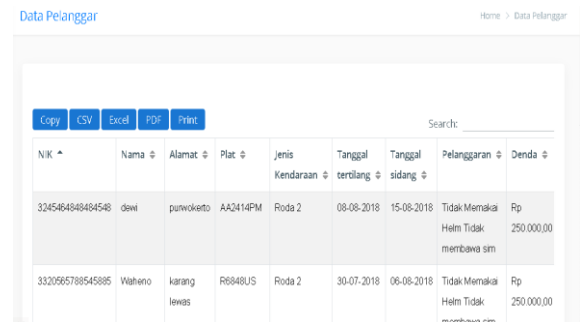 Data Pelanggar
Home > Data Pelanggar
Copy CSV Excel PDF Print
Search:
NIK Nama Alamat Plat Jenis Kendaraan Tanggal tertilang Tanggal sidang Pelanggaran Denda
3245464848484548 dewi purwokerto AA2414PM Roda 2 08-08-2018 15-08-2018 Tidak Memakai Helm Tidak membawa sim Rp 250.000,00
3320565788545885 Waheno karang lewas R6848US Roda 2 30-07-2018 06-08-2018 Tidak Memakai Helm Tidak membawa sim Rp 250.000,00